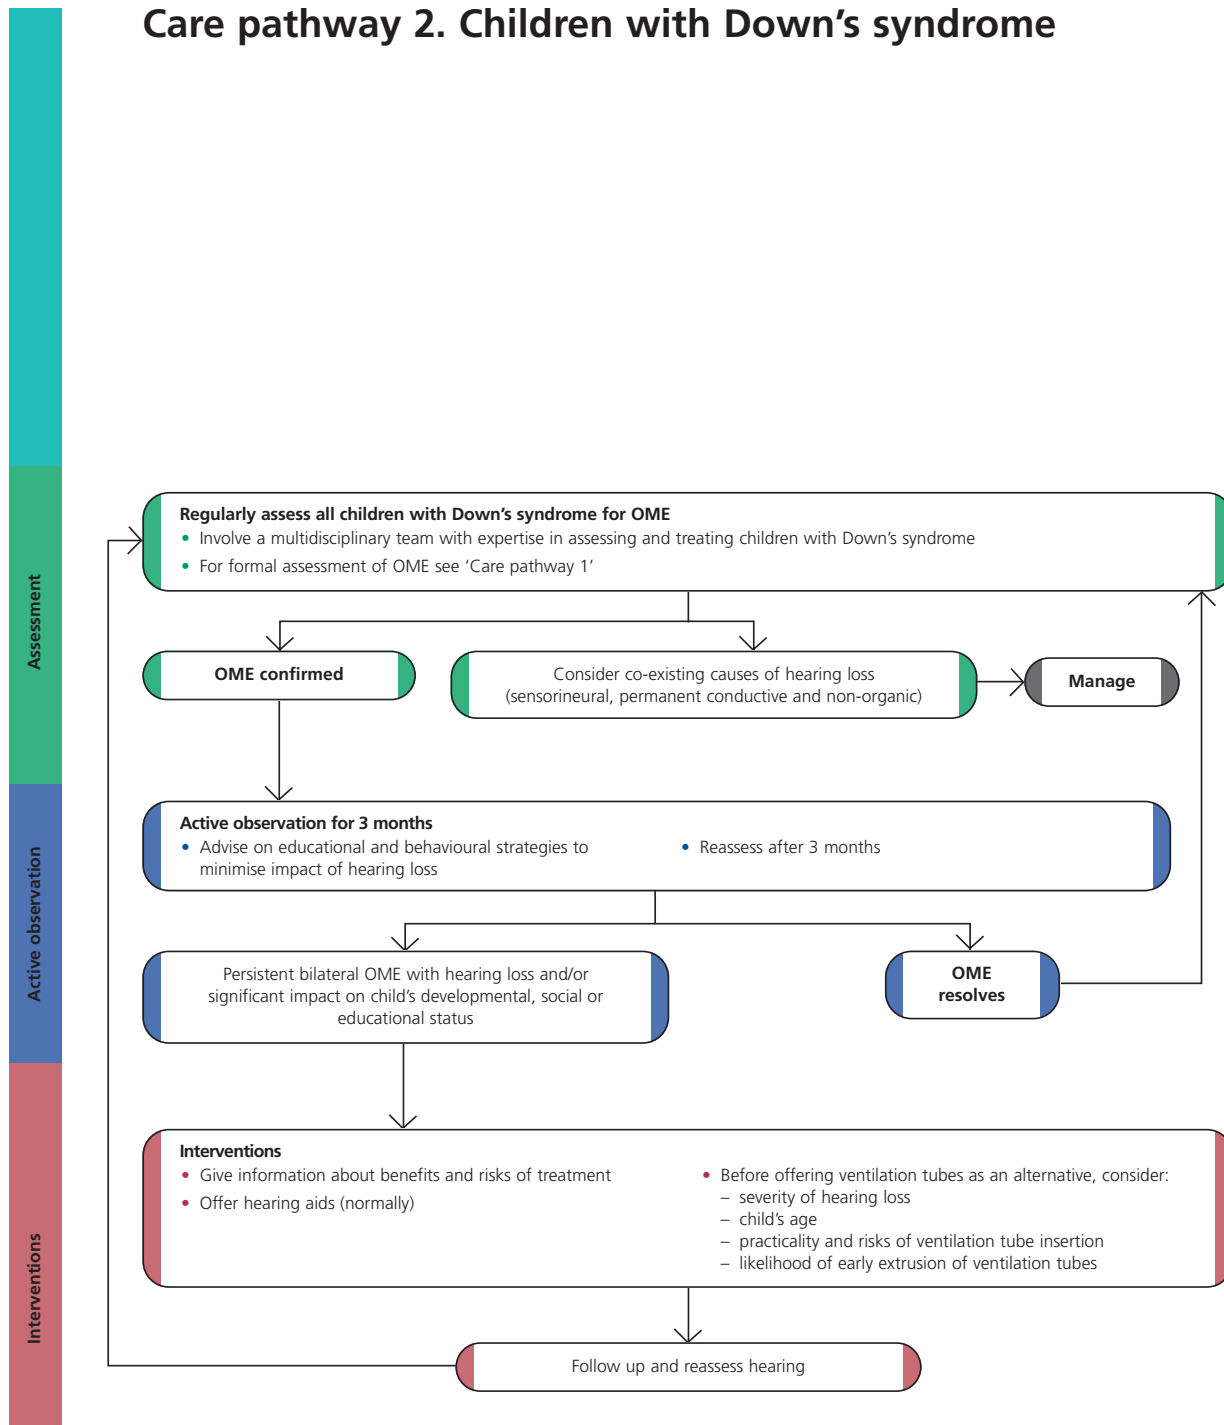 Care pathway 2. Children with Down’s syndrome
Assessment
Regularly assess all children with Down’s syndrome for OME
• Involve a multidisciplinary team with expertise in assessing and treating children with Down’s syndrome
• For formal assessment of OME see ‘Care pathway 1’
OME confirmed
Consider co-existing causes of hearing loss
(sensorineural, permanent conductive and non-organic)
Manage
Active observation
Active observation for 3 months
• Advise on educational and behavioural strategies to
minimise impact of hearing loss
• Reassess after 3 months
Persistent bilateral OME with hearing loss and/or
significant impact on child’s developmental, social or
educational status
OME
resolves
Interventions
Interventions
• Give information about benefits and risks of treatment
• Offer hearing aids (normally)
• Before offering ventilation tubes as an alternative, consider:
– severity of hearing loss
– child’s age
– practicality and risks of ventilation tube insertion
– likelihood of early extrusion of ventilation tubes
Follow up and reassess hearing